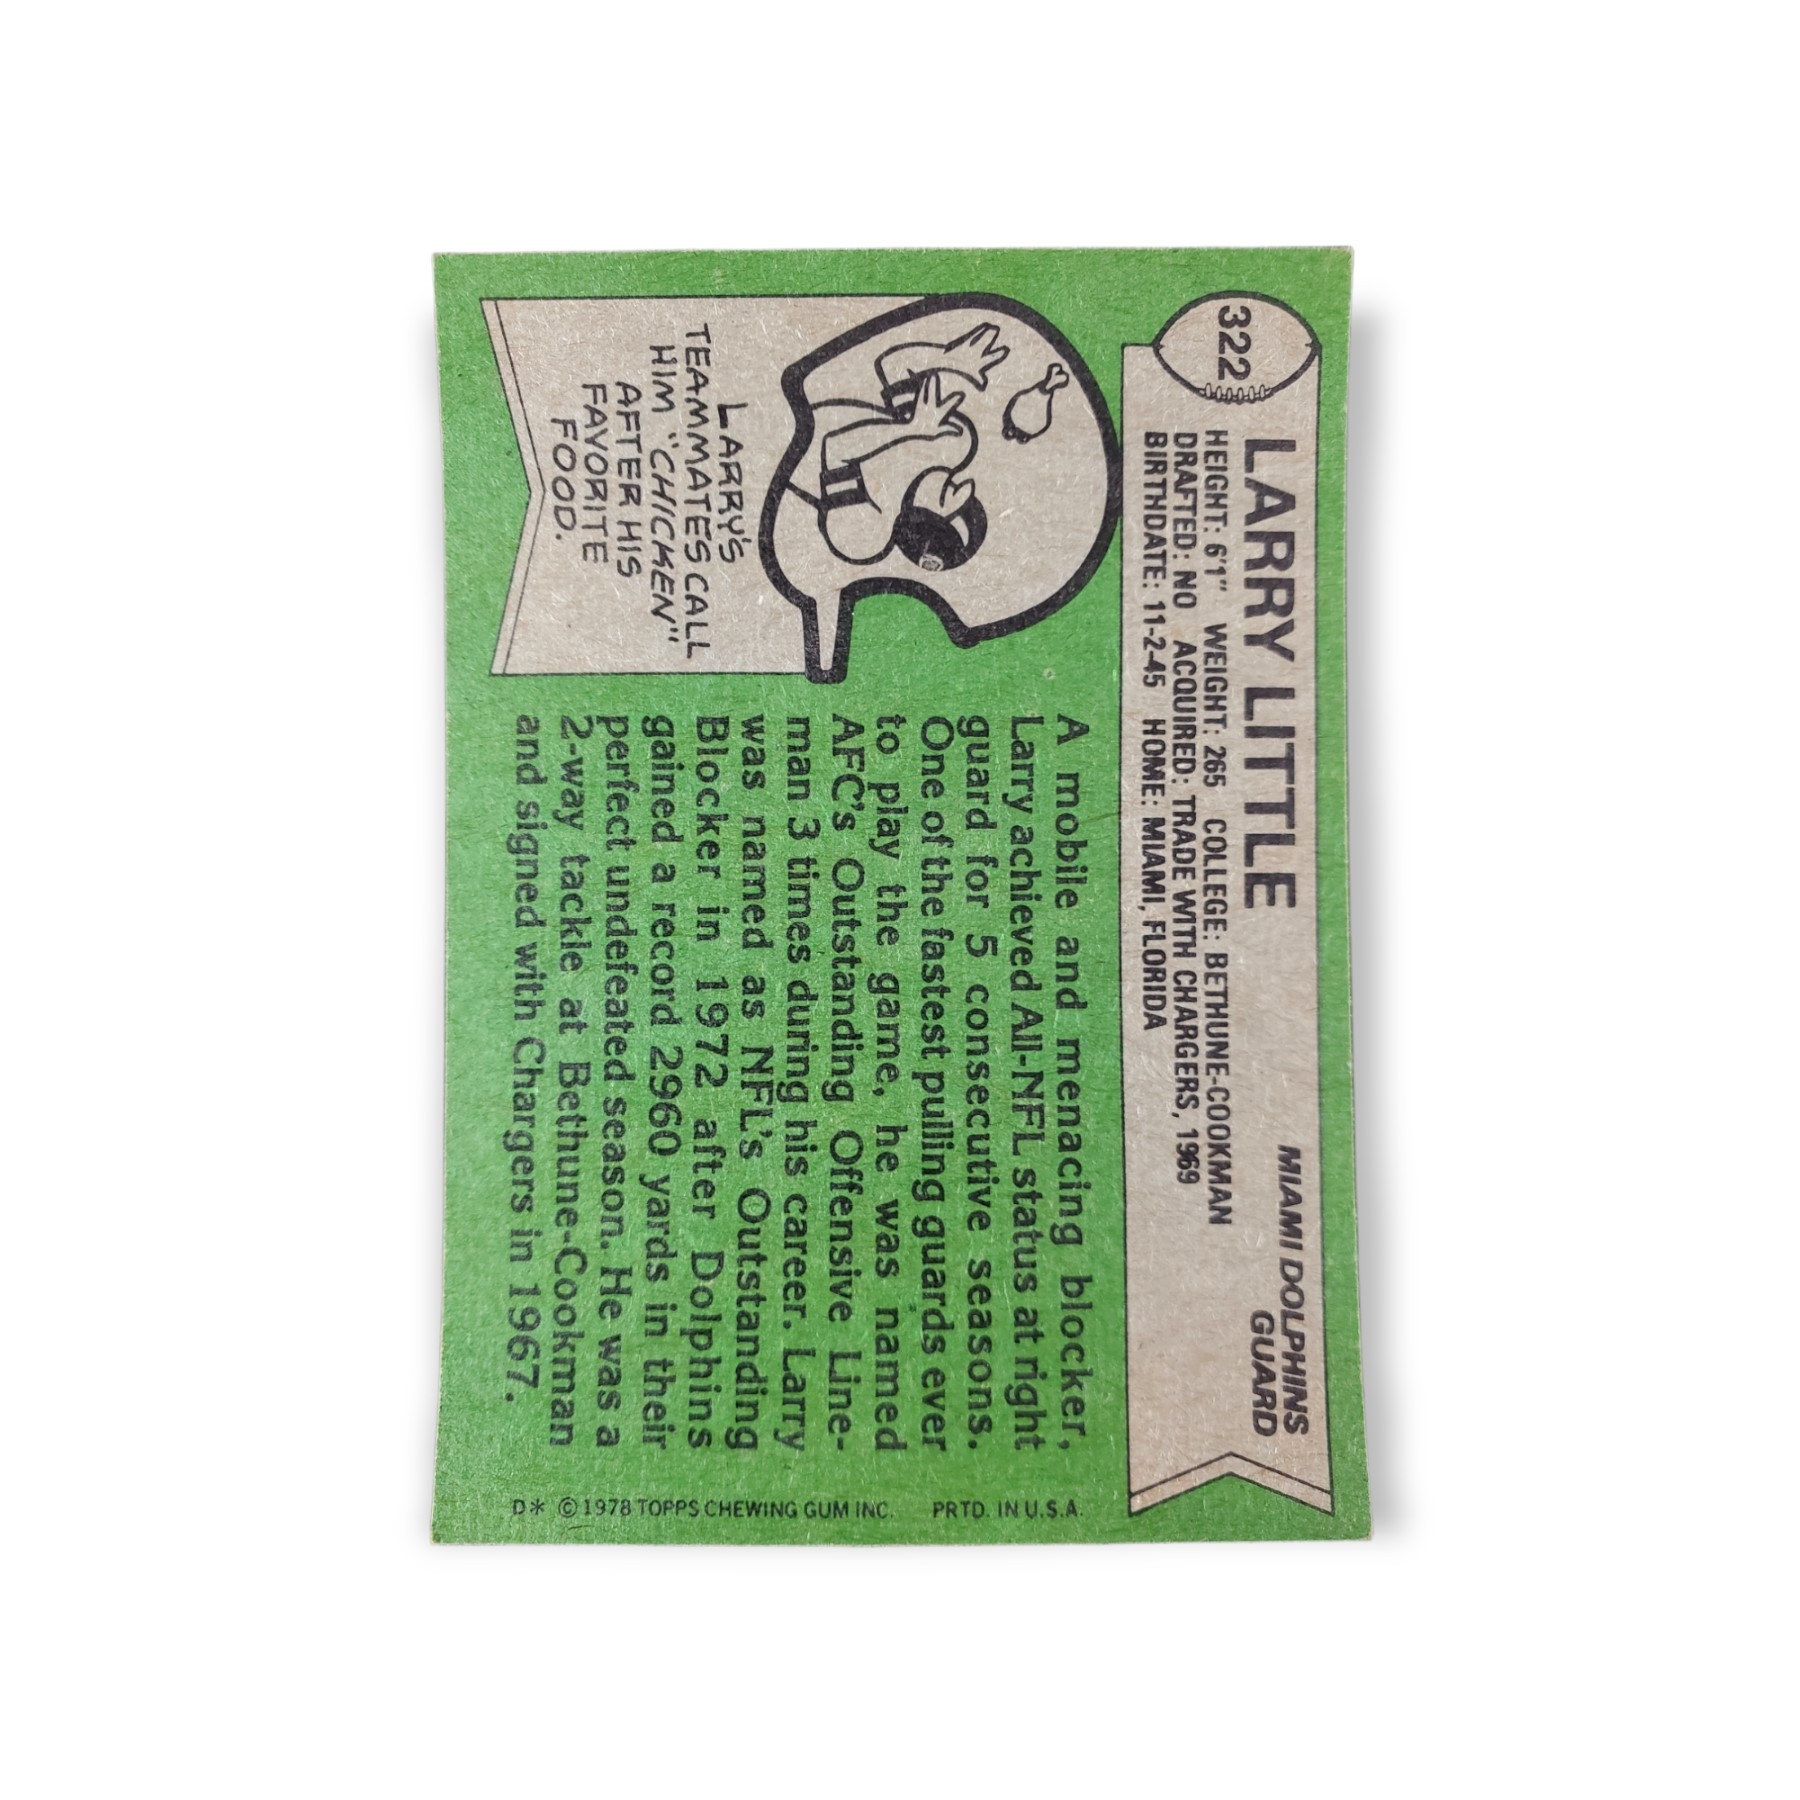 322
LARRY LITTLE
MIAMI DOLPHINS
GUARD
HEIGHT: 6'1" WEIGHT: 265 COLLEGE: BETHUNE-COOKMAN
DRAFTED: NO ACQUIRED: TRADE WITH CHARGERS, 1969
BIRTHDATE: 11-2-45 HOME: MIAMI, FLORIDA
LARRY'S
TEAMMATES CALL
HIM "CHICKEN"
AFTER HIS
FAVORITE
FOOD.
A mobile and menacing blocker,
Larry achieved All-NFL status at right
guard for 5 consecutive seasons.
One of the fastest pulling guards ever
to play the game, he was named
AFC's Outstanding Offensive Line-
man 3 times during his career. Larry
was named as NFL's Outstanding
Blocker in 1972 after Dolphins
gained a record 2960 yards in their
perfect undefeated season. He was a
2-way tackle at Bethune-Cookman
and signed with Chargers in 1967.
D* © 1978 TOPPS CHEWING GUM INC. PRTD. IN U.S.A.